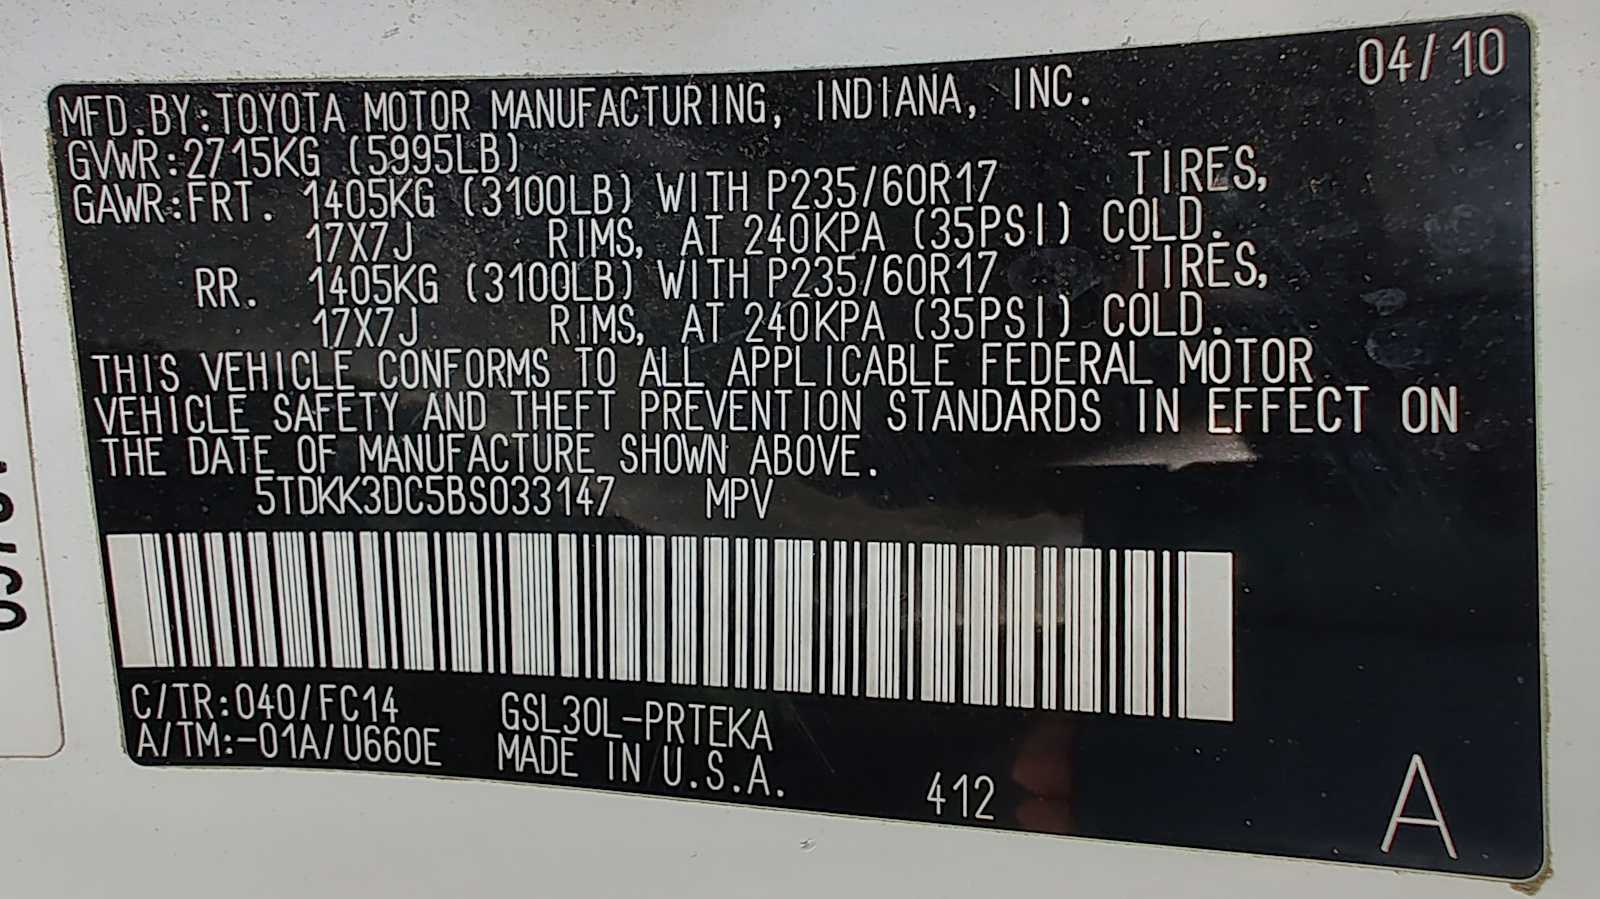 04/10
MFD.BY:TOYOTA MOTOR MANUFACTURING, INDIANA, INC.
GVWR:2715KG (5995LB)
GAWR:FRT. 1405KG (3100LB) WITH P235/60R17 TIRES,
17X7J RIMS, AT 240KPA (35PSI) COLD.
RR. 1405KG (3100LB) WITH P235/60R17 TIRES,
17X7J RIMS, AT 240KPA (35PSI) COLD.
THIS VEHICLE CONFORMS TO ALL APPLICABLE FEDERAL MOTOR
VEHICLE SAFETY AND THEFT PREVENTION STANDARDS IN EFFECT ON
THE DATE OF MANUFACTURE SHOWN ABOVE.
5TDKK3DC5BS033147 MPV
C/TR:040/FC14 GSL30L-PRTEKA
A/TM:-01A/U660E MADE IN U.S.A.
412
A